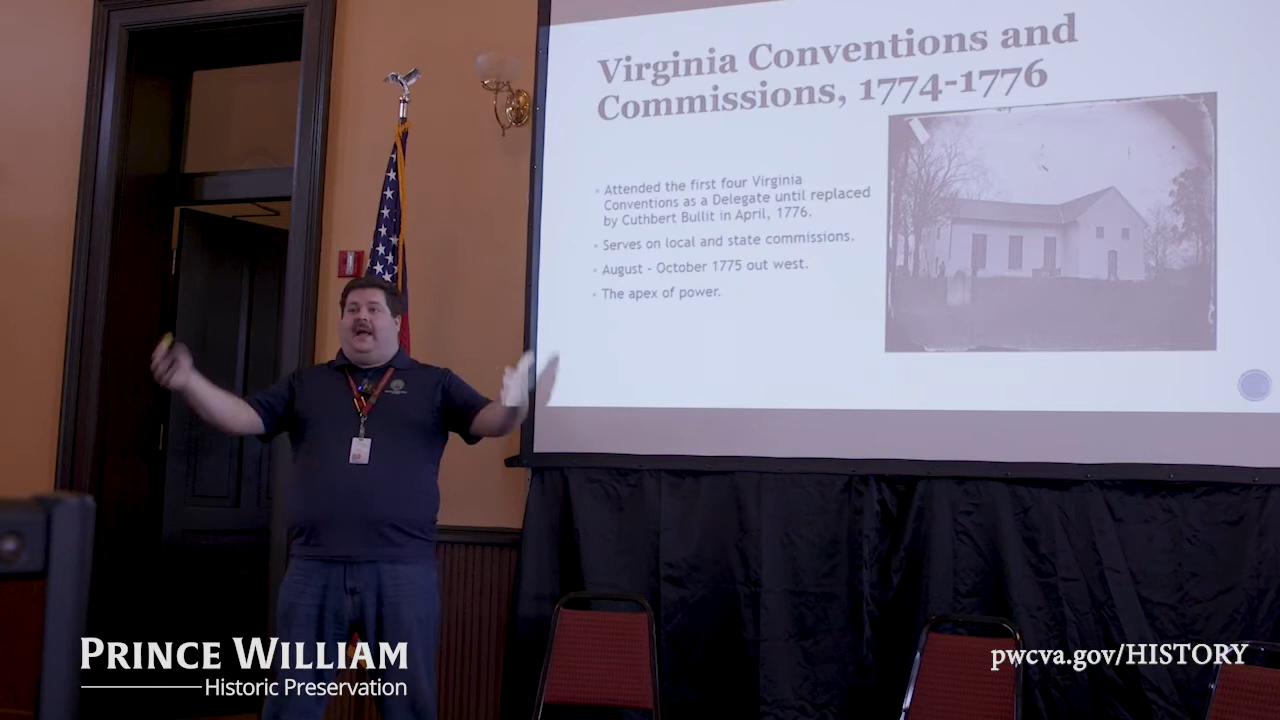 Virginia Conventions and
Commissions, 1774-1776
Attended the first four Virginia
Conventions as a Delegate until replaced
by Cuthbert Bullit in April, 1776.
Serves on local and state commissions.
August - October 1775 out west.
The apex of power.
PRINCE WILLIAM
Historic Preservation
pwcva.gov/HISTORY